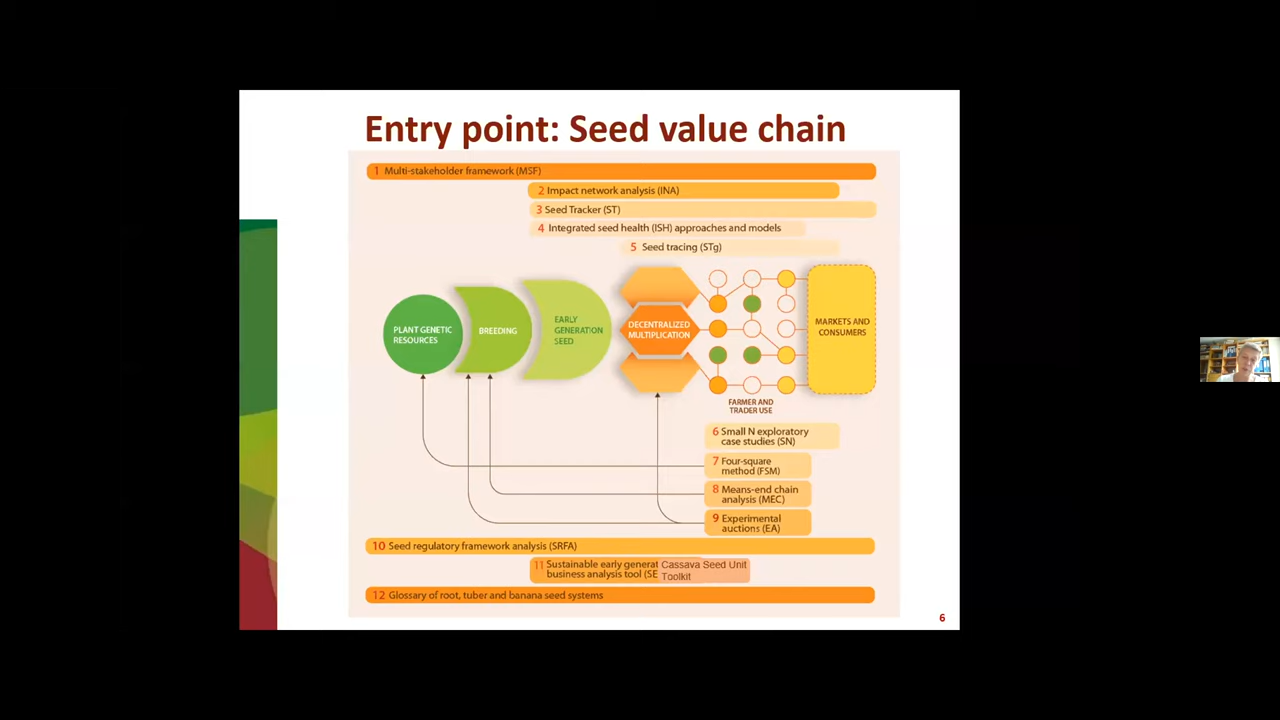 Entry point: Seed value chain
1 Multi-stakeholder framework (MSF)
2 Impact network analysis (INA)
3 Seed Tracker (ST)
4 Integrated seed health (ISH) approaches and models
5 Seed tracing (STg)
PLANT GENETIC
RESOURCES
BREEDING
EARLY
GENERATION
SEED
DECENTRALIZED
MULTIPLICATION
MARKETS AND
CONSUMERS
FARMER AND
TRADER USE
6 Small N exploratory
case studies (SN)
7 Four-square
method (FSM)
8 Means-end chain
analysis (MEC)
9 Experimental
auctions (EA)
10 Seed regulatory framework analysis (SRFA)
11 Sustainable early generat
business analysis tool (SE
Cassava Seed Unit
Toolkit
12 Glossary of root, tuber and banana seed systems
6